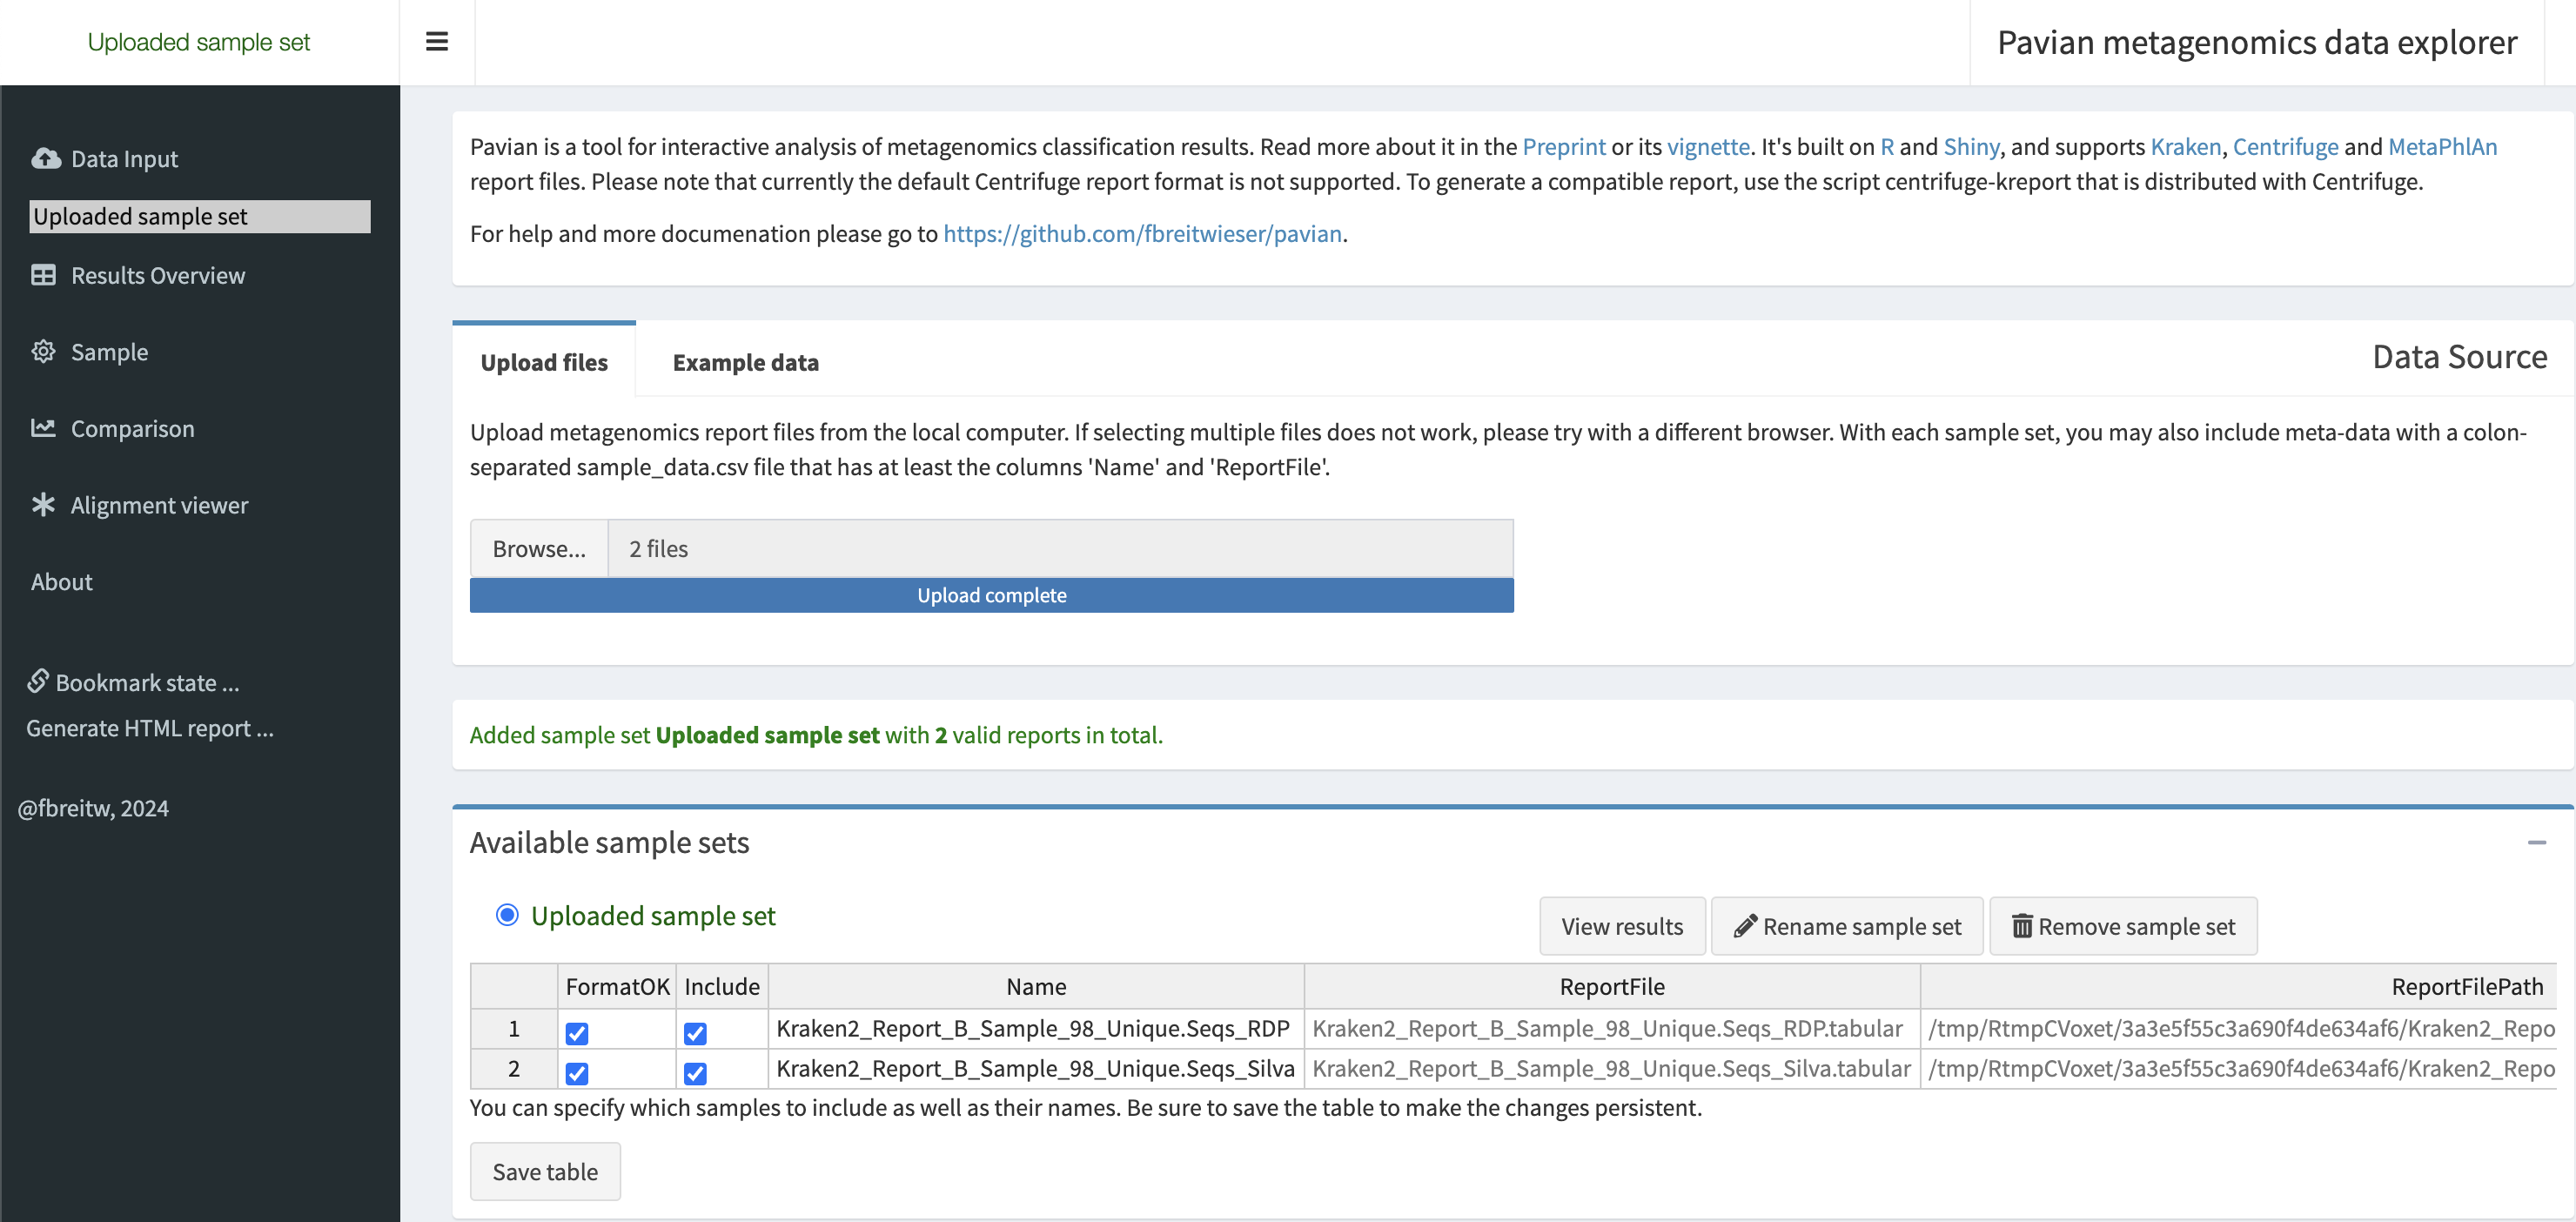 Uploaded sample set
Pavian metagenomics data explorer
Data Input
Uploaded sample set
Results Overview
Sample
Comparison
Alignment viewer
About
Bookmark state ...
Generate HTML report ...
@fbreitw, 2024
Pavian is a tool for interactive analysis of metagenomics classification results. Read more about it in the Preprint or its vignette. It's built on R and Shiny, and supports Kraken, Centrifuge and MetaPhlAn
report files. Please note that currently the default Centrifuge report format is not supported. To generate a compatible report, use the script centrifuge-kreport that is distributed with Centrifuge.
For help and more documenation please go to https://github.com/fbreitwieser/pavian.
Upload files Example data Data Source
Upload metagenomics report files from the local computer. If selecting multiple files does not work, please try with a different browser. With each sample set, you may also include meta-data with a colon-
separated sample_data.csv file that has at least the columns 'Name' and 'ReportFile'.
Browse... 2 files
Upload complete
Added sample set Uploaded sample set with 2 valid reports in total.
Available sample sets
Uploaded sample set View results Rename sample set Remove sample set
FormatOK Include Name ReportFile ReportFilePath
1 Kraken2_Report_B_Sample_98_Unique.Seqs_RDP Kraken2_Report_B_Sample_98_Unique.Seqs_RDP.tabular /tmp/RtmpCVoxet/3a3e5f55c3a690f4de634af6/Kraken2_Repo
2 Kraken2_Report_B_Sample_98_Unique.Seqs_Silva Kraken2_Report_B_Sample_98_Unique.Seqs_Silva.tabular /tmp/RtmpCVoxet/3a3e5f55c3a690f4de634af6/Kraken2_Repo
You can specify which samples to include as well as their names. Be sure to save the table to make the changes persistent.
Save table